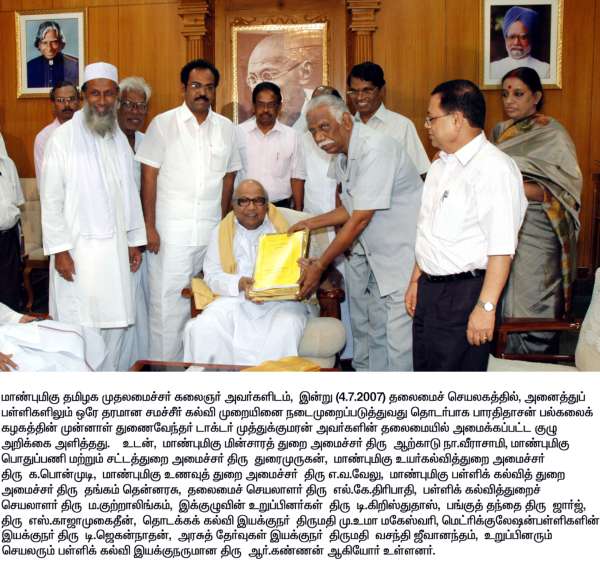 மாண்புமிகு தமிழக முதலமைச்சர் கலைஞர் அவர்களிடம், இன்று (4.7.2007) தலைமைச் செயலகத்தில், அனைத்துப்
பள்ளிகளிலும் ஒரே தரமான சமச்சீர் கல்வி முறையினை நடைமுறைப்படுத்துவது தொடர்பாக பாரதிதாசன் பல்கலைக்
கழகத்தின் முன்னாள் துணைவேந்தர் டாக்டர் முத்துக்குமரன் அவர்களின் தலைமையில் அமைக்கப்பட்ட குழு
அறிக்கை அளித்தது. உடன், மாண்புமிகு மின்சாரத் துறை அமைச்சர் திரு ஆற்காடு நா.வீராசாமி, மாண்புமிகு
பொதுப்பணி மற்றும் சட்டத்துறை அமைச்சர் திரு துரைமுருகன், மாண்புமிகு உயர்கல்வித்துறை அமைச்சர்
திரு க.பொன்முடி, மாண்புமிகு உணவுத் துறை அமைச்சர் திரு எ.வ.வேலு, மாண்புமிகு பள்ளிக் கல்வித் துறை
அமைச்சர் திரு தங்கம் தென்னரசு, தலைமைச் செயலாளர் திரு எல்.கே.திரிபாதி, பள்ளிக் கல்வித்துறைச்
செயலாளர் திரு ம.குற்றாலிங்கம், இக்குழுவின் உறுப்பினர்கள் திரு டி.கிறிஸ்துதாஸ், பங்குத் தந்தை திரு ஜார்ஜ்,
திரு எஸ்.காஜாமுகைதீன், தொடக்கக் கல்வி இயக்குநர் திருமதி மு.உமா மகேஸ்வரி, மெட்ரிக்குலேஷன்பள்ளிகளின்
இயக்குநர் திரு டி.ஜெகன்நாதன், அரசுத் தேர்வுகள் இயக்குநர் திருமதி வசந்தி ஜீவானந்தம், உறுப்பினரும்
செயலரும் பள்ளிக் கல்வி இயக்குநருமான திரு ஆர்.கண்ணன் ஆகியோர் உள்ளனர்.